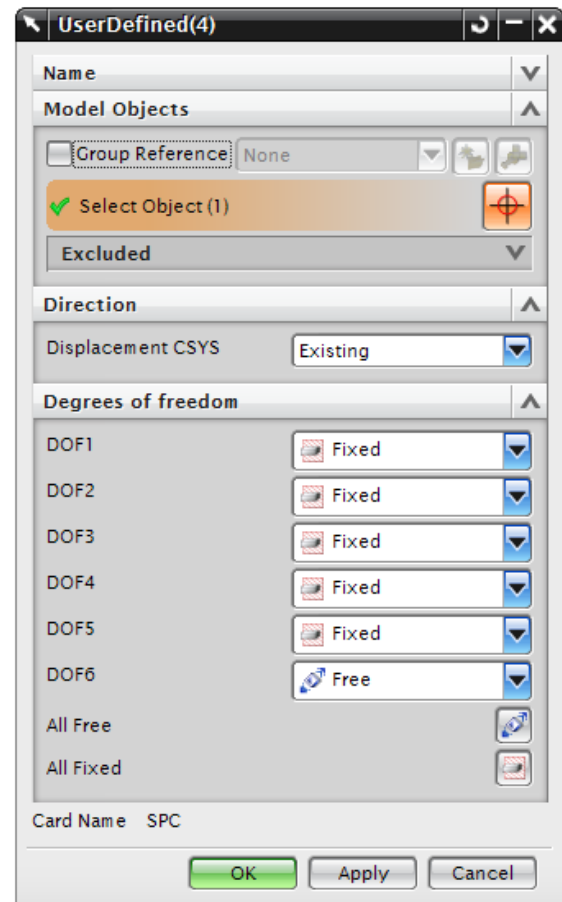 UserDefined(4)
Name
Model Objects
Group Reference None
Select Object (1)
Excluded
Direction
Displacement CSYS Existing
Degrees of freedom
DOF1 Fixed
DOF2 Fixed
DOF3 Fixed
DOF4 Fixed
DOF5 Fixed
DOF6 Free
All Free
All Fixed
Card Name SPC
OK Apply Cancel